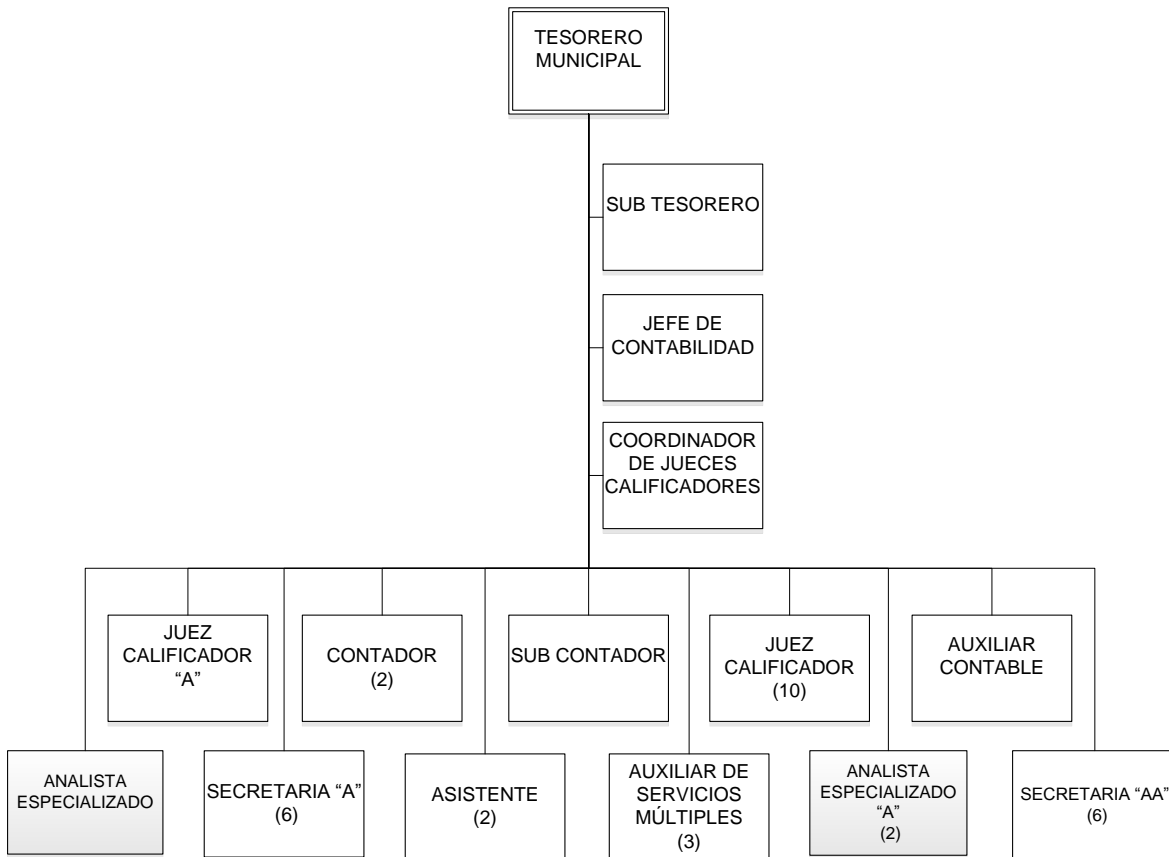 TESORERO
MUNICIPAL
SUB TESORERO
JEFE DE
CONTABILIDAD
COORDINADOR
DE JUECES
CALIFICADORES
JUEZ
CALIFICADOR
“A”
CONTADOR
(2)
SUB CONTADOR
JUEZ
CALIFICADOR
(10)
AUXILIAR
CONTABLE
ANALISTA
ESPECIALIZADO
SECRETARIA “A”
(6)
ASISTENTE
(2)
AUXILIAR DE
SERVICIOS
MÚLTIPLES
(3)
ANALISTA
ESPECIALIZADO
“A”
(2)
SECRETARIA “AA”
(6)